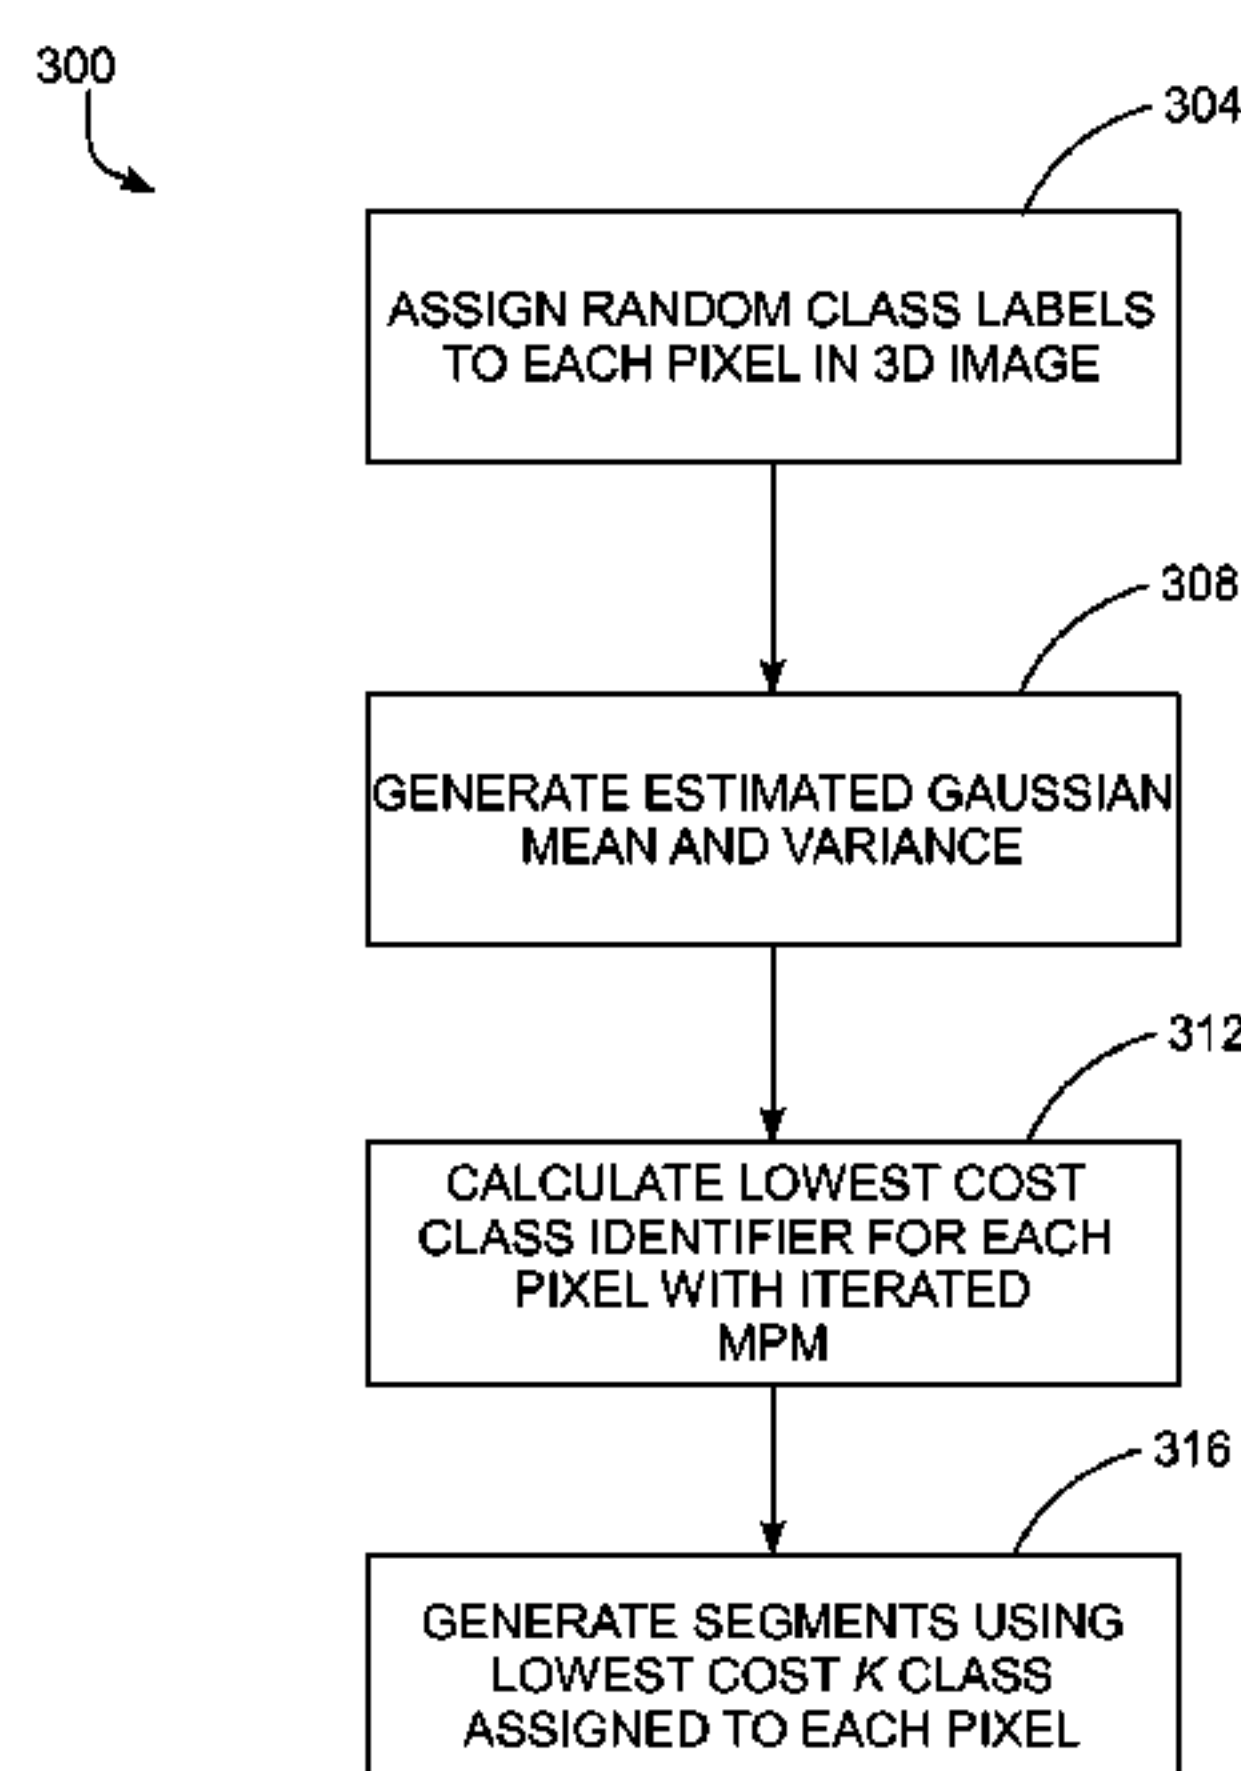 300
304
ASSIGN RANDOM CLASS LABELS
TO EACH PIXEL IN 3D IMAGE
308
GENERATE ESTIMATED GAUSSIAN
MEAN AND VARIANCE
312
CALCULATE LOWEST COST
CLASS IDENTIFIER FOR EACH
PIXEL WITH ITERATED
MPM
316
GENERATE SEGMENTS USING
LOWEST COST K CLASS
ASSIGNED TO EACH PIXEL